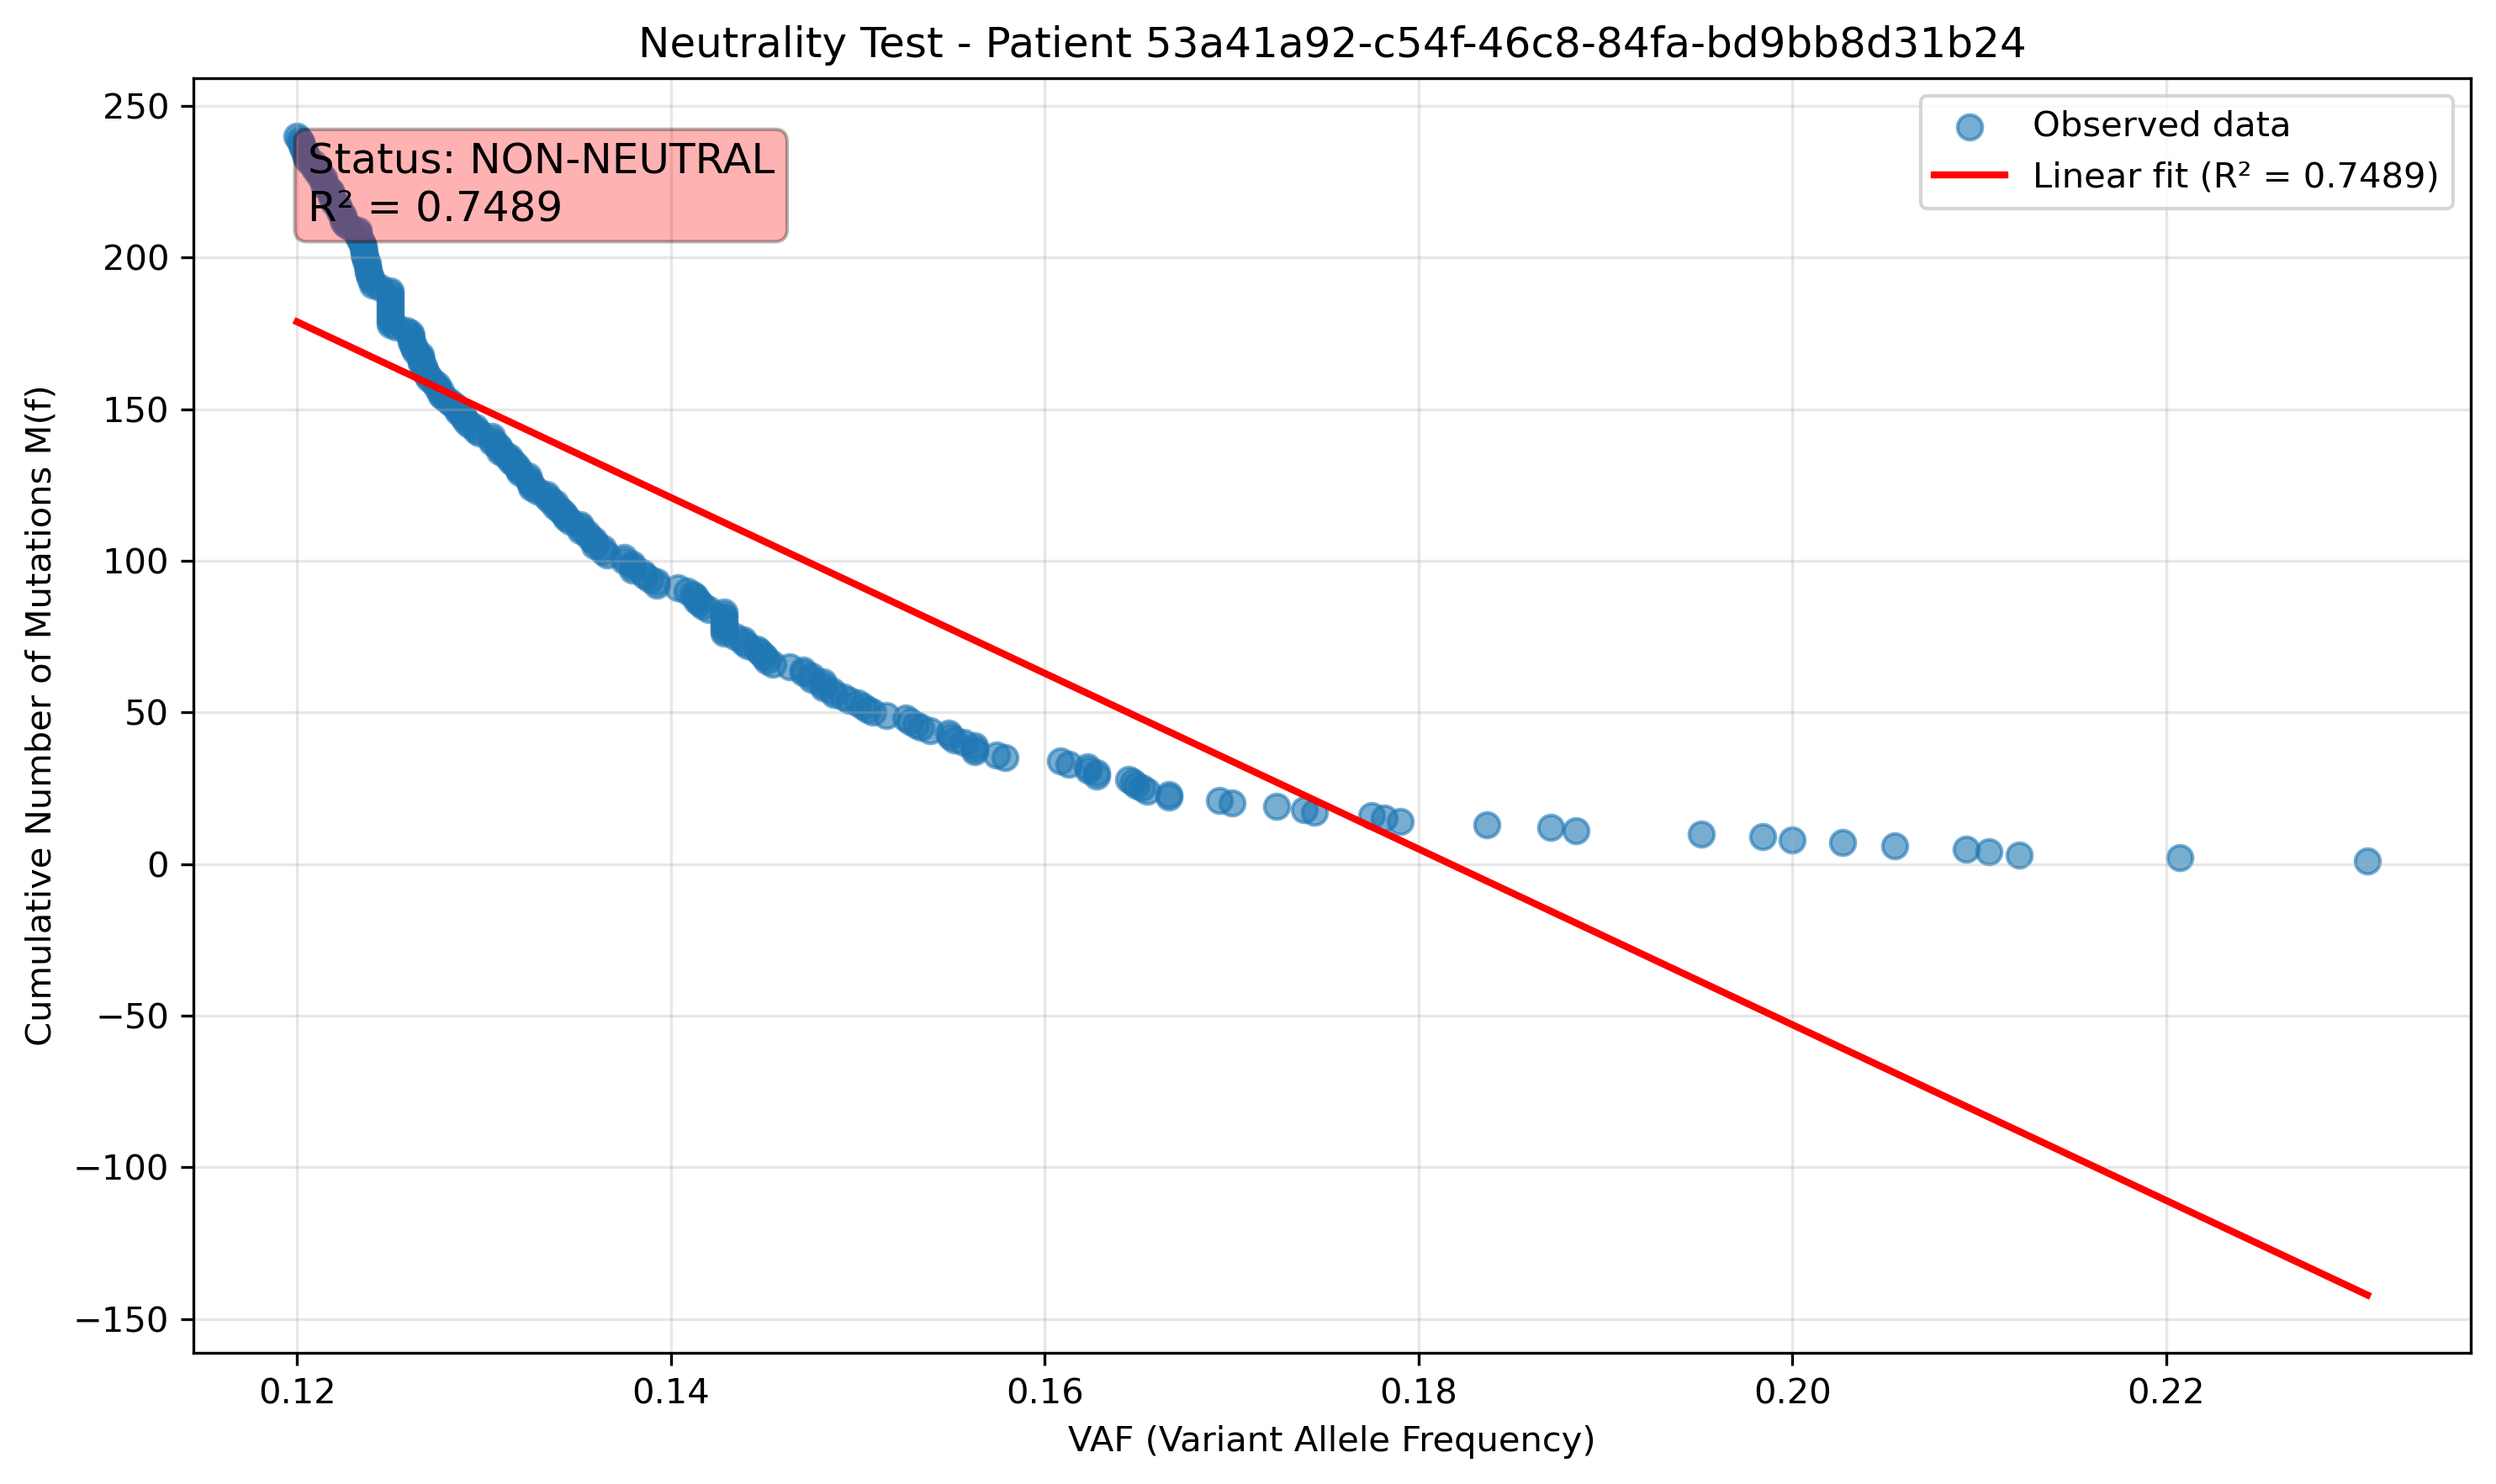 Neutrality Test - Patient 53a41a92-c54f-46c8-84fa-bd9bb8d31b24
Status: NON-NEUTRAL
R² = 0.7489
Observed data
Linear fit (R² = 0.7489)
Cumulative Number of Mutations M(f)
250
200
150
100
50
0
−50
−100
−150
0.12
0.14
0.16
0.18
0.20
0.22
VAF (Variant Allele Frequency)